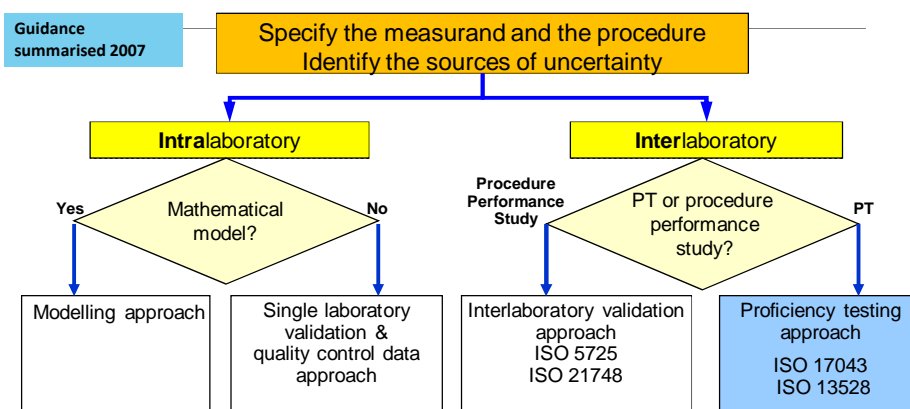 Guidance
summarised 2007
Specify the measurand and the procedure
Identify the sources of uncertainty
Intralaboratory
Interlaboratory
Yes
Mathematical
model?
No
Procedure
Performance
Study
PT or procedure
performance
study?
PT
Modelling approach
Single laboratory
validation &
quality control data
approach
Interlaboratory validation
approach
ISO 5725
ISO 21748
Proficiency testing
approach
ISO 17043
ISO 13528